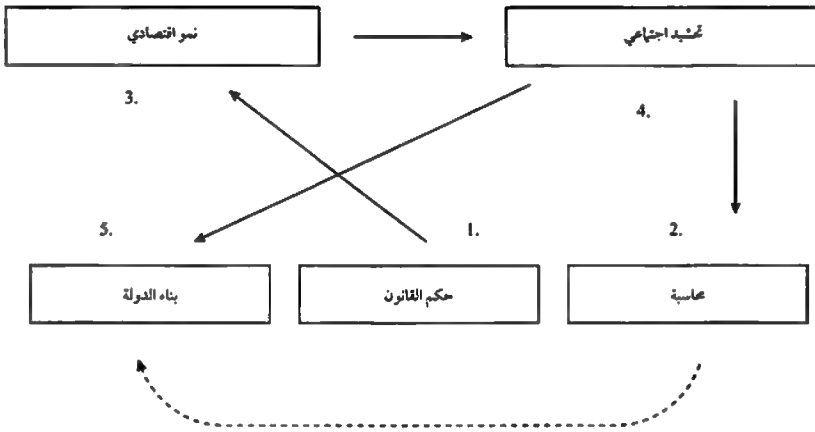 تحشيد اجتماعي
نمو اقتصادي
4.
3.
2.
1.
5.
محاسبة
حكم القانون
بناء الدولة